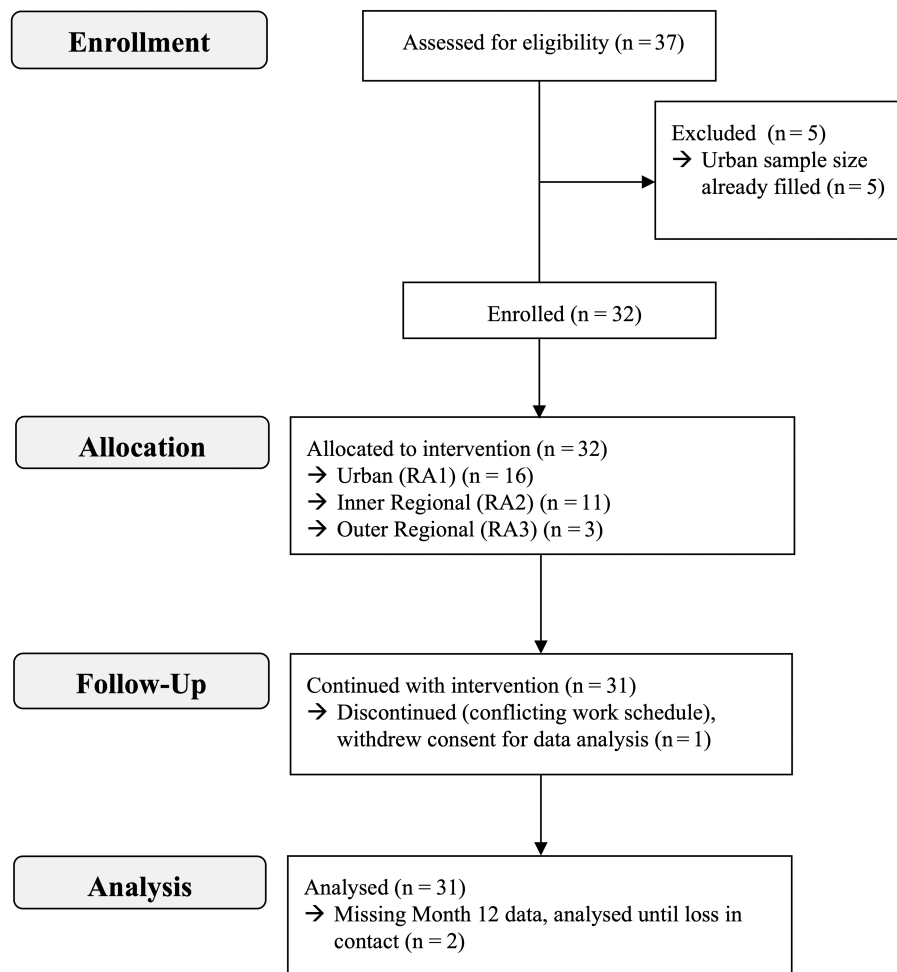 Enrollment
Assessed for eligibility (n = 37)
Excluded (n = 5)
→ Urban sample size
already filled (n = 5)
Enrolled (n = 32)
Allocation
Allocated to intervention (n = 32)
→ Urban (RA1) (n = 16)
→ Inner Regional (RA2) (n = 11)
→ Outer Regional (RA3) (n = 3)
Follow-Up
Continued with intervention (n = 31)
→ Discontinued (conflicting work schedule),
withdrew consent for data analysis (n = 1)
Analysis
Analysed (n = 31)
→ Missing Month 12 data, analysed until loss in
contact (n = 2)